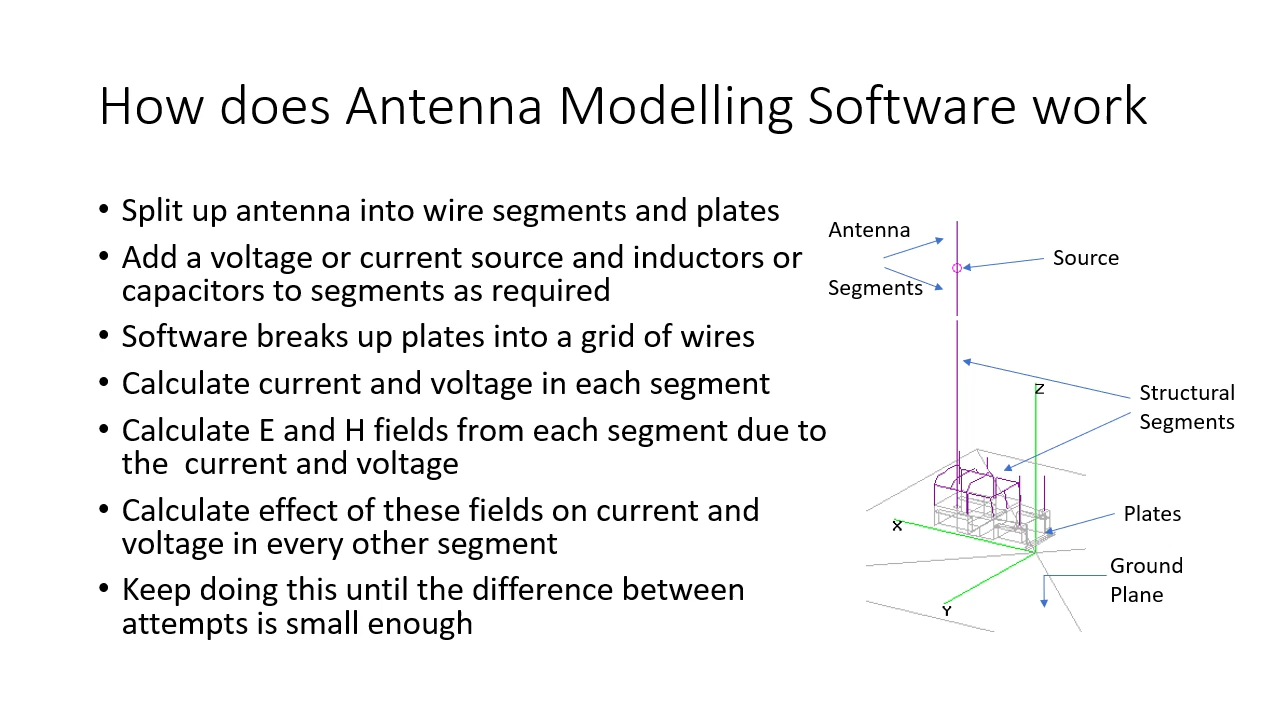 How does Antenna Modelling Software work
• Split up antenna into wire segments and plates
• Add a voltage or current source and inductors or
capacitors to segments as required
• Software breaks up plates into a grid of wires
• Calculate current and voltage in each segment
• Calculate E and H fields from each segment due to
the  current and voltage
• Calculate effect of these fields on current and
voltage in every other segment
• Keep doing this until the difference between
attempts is small enough
Antenna
Segments
Source
Structural
Segments
Plates
Ground
Plane
Z
X
Y